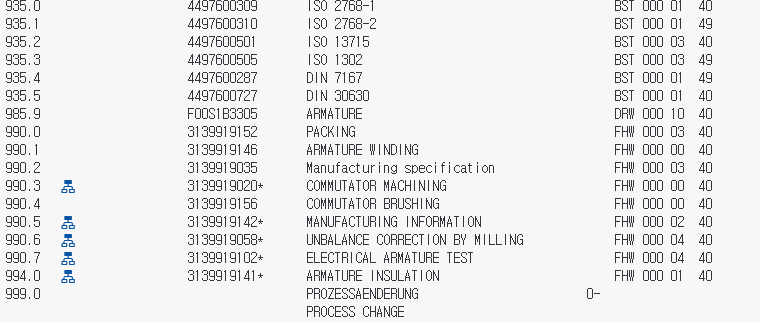 935.0 4497600309 ISO 2768-1 BST 000 01 40
935.1 4497600310 ISO 2768-2 BST 000 01 49
935.2 4497600501 ISO 13715 BST 000 03 40
935.3 4497600505 ISO 1302 BST 000 03 49
935.4 4497600287 DIN 7167 BST 000 01 49
935.5 4497600727 DIN 30630 BST 000 01 40
985.9 F00S1B3305 ARMATURE DRW 000 10 40
990.0 3139919152 PACKING FHW 000 03 40
990.1 3139919146 ARMATURE WINDING FHW 000 00 40
990.2 3139919035 Manufacturing specification FHW 000 03 40
990.3 3139919020* COMMUTATOR MACHINING FHW 000 00 40
990.4 3139919156 COMMUTATOR BRUSHING FHW 000 00 40
990.5 3139919142* MANUFACTURING INFORMATION FHW 000 02 40
990.6 3139919058* UNBALANCE CORRECTION BY MILLING FHW 000 04 40
990.7 3139919102* ELECTRICAL ARMATURE TEST FHW 000 04 40
994.0 3139919141* ARMATURE INSULATION FHW 000 01 40
999.0 PROZESSAENDERUNG 0-
PROCESS CHANGE